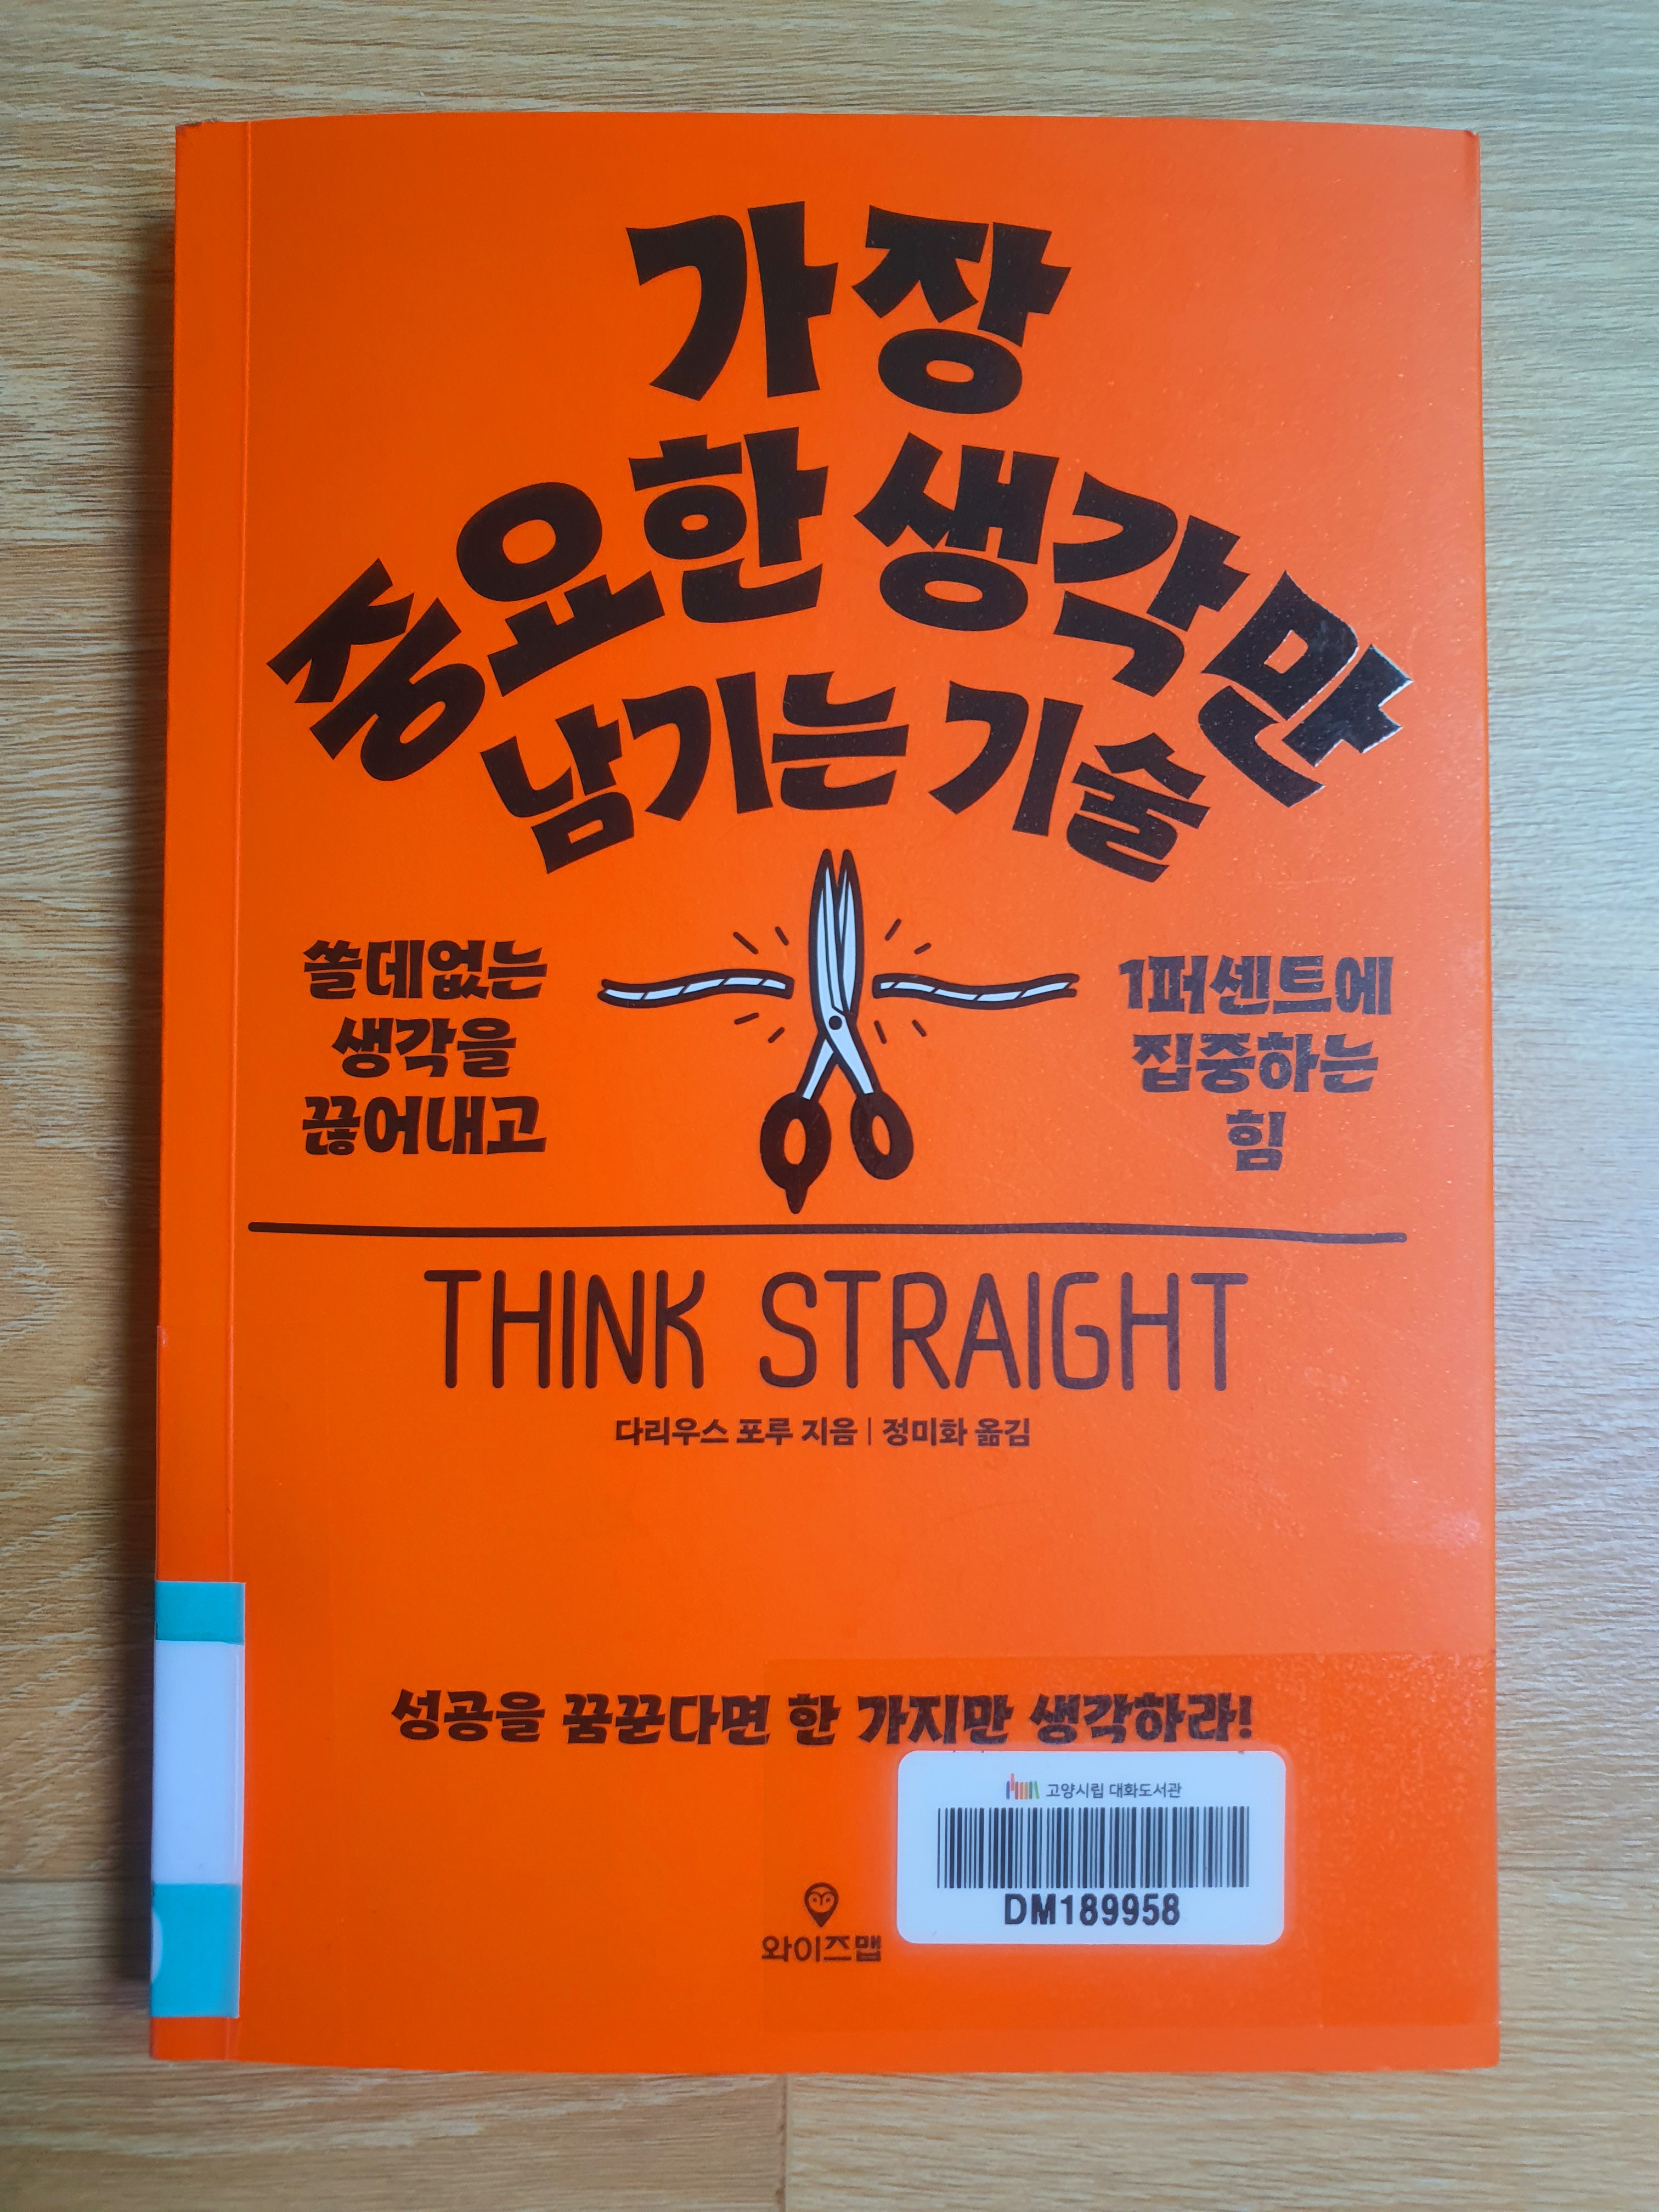 가장
중요한 생각만
남기는 기술
쓸데없는
생각을
끊어내고
1퍼센트에
집중하는
힘
THINK STRAIGHT
다리우스 포루 지음 | 정미화 옮김
성공을 꿈꾼다면 한 가지만 생각하라!
고양시립 대화도서관
DM189958
와이즈맵